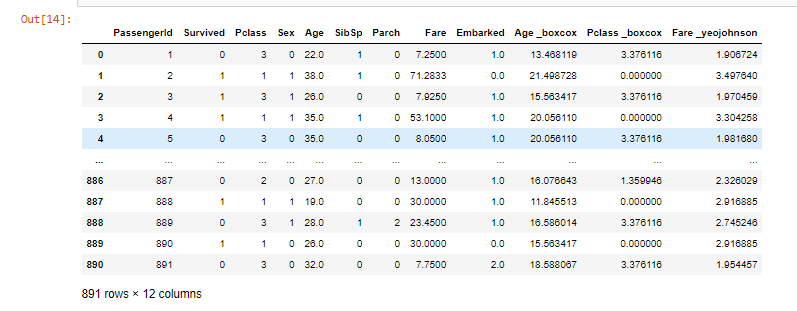 Out[14]:
PassengerId Survived Pclass Sex Age SibSp Parch Fare Embarked Age _boxcox Pclass _boxcox Fare _yeojohnson
0 1 0 3 0 22.0 1 0 7.2500 1.0 13.468119 3.376116 1.906724
1 2 1 1 1 38.0 1 0 71.2833 0.0 21.498728 0.000000 3.497640
2 3 1 3 1 26.0 0 0 7.9250 1.0 15.563417 3.376116 1.970459
3 4 1 1 1 35.0 1 0 53.1000 1.0 20.056110 0.000000 3.304258
4 5 0 3 0 35.0 0 0 8.0500 1.0 20.056110 3.376116 1.981680
... ... ... ... ... ... ... ... ... ... ... ... ...
886 887 0 2 0 27.0 0 0 13.0000 1.0 16.076643 1.359946 2.326029
887 888 1 1 1 19.0 0 0 30.0000 1.0 11.845513 0.000000 2.916885
888 889 0 3 1 28.0 1 2 23.4500 1.0 16.586014 3.376116 2.745246
889 890 1 1 0 26.0 0 0 30.0000 0.0 15.563417 0.000000 2.916885
890 891 0 3 0 32.0 0 0 7.7500 2.0 18.588067 3.376116 1.954457
891 rows × 12 columns